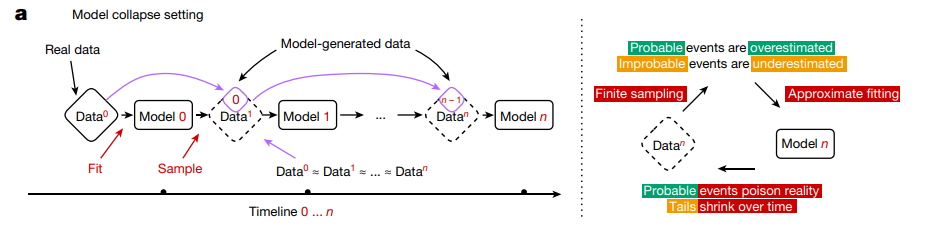 a
Model collapse setting
Real data
Model-generated data
Data⁰
Model 0
0
Data¹
Model 1
...
n – 1
Dataⁿ
Model n
Fit
Sample
Data⁰ ≈ Data¹ ≈ ... ≈ Dataⁿ
Timeline 0 ... n
Probable events are overestimated
Improbable events are underestimated
Finite sampling
Approximate fitting
Dataⁿ
Model n
Probable events poison reality
Tails shrink over time